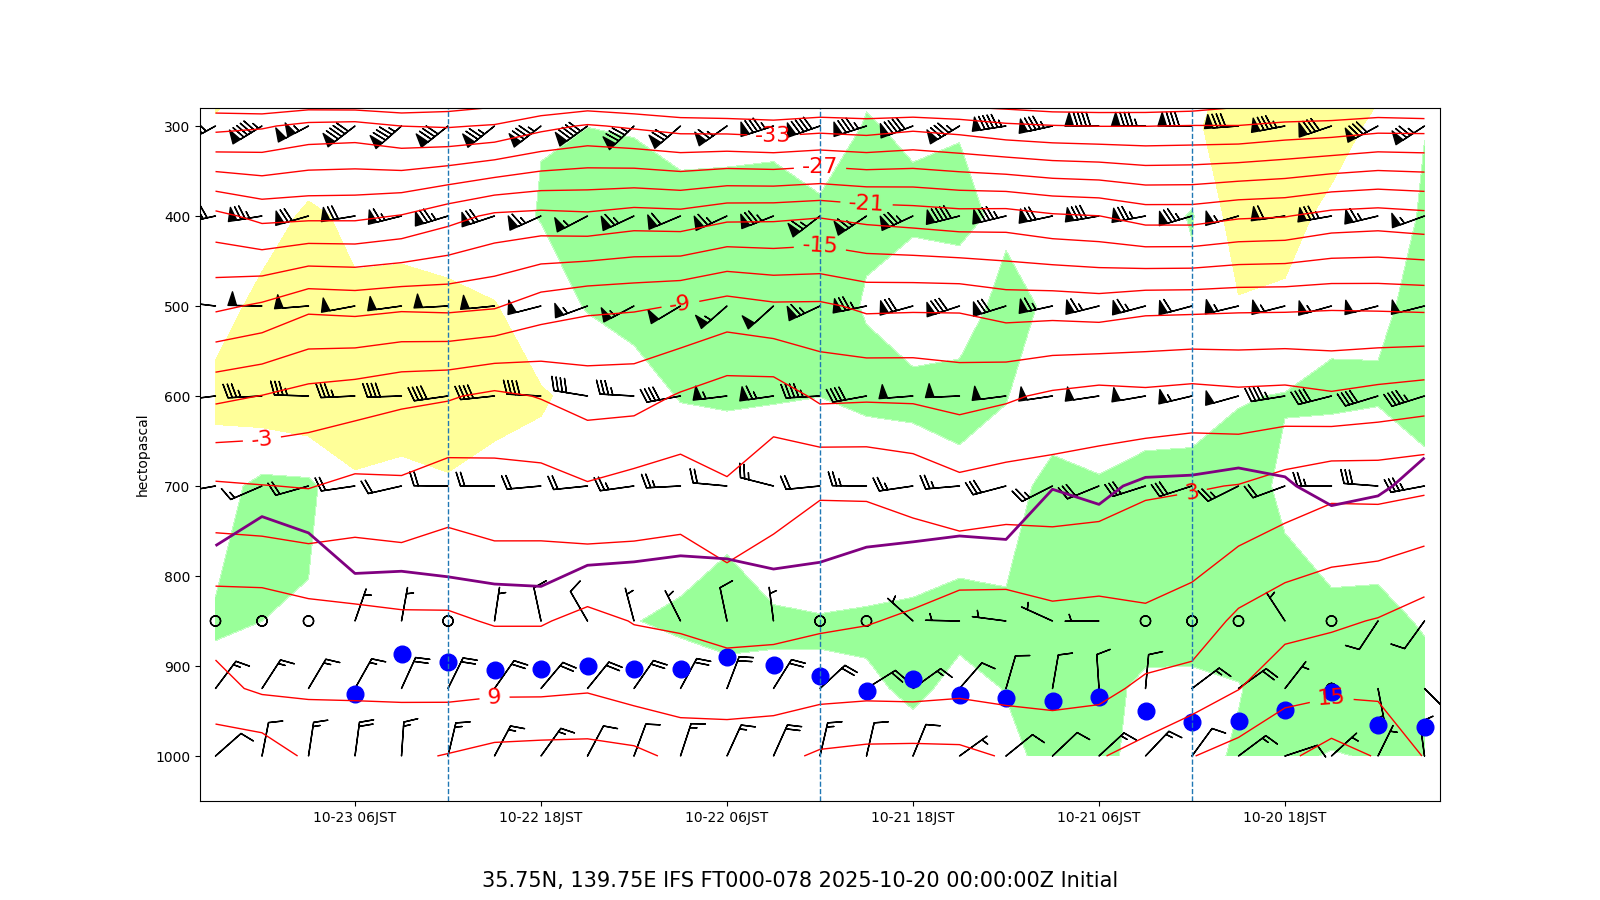 300
400
500
600
700
800
900
1000
hectopascal
-33
-27
-21
-15
-9
-3
3
9
15
10-23 06JST
10-22 18JST
10-22 06JST
10-21 18JST
10-21 06JST
10-20 18JST
35.75N, 139.75E IFS FT000-078 2025-10-20 00:00:00Z Initial